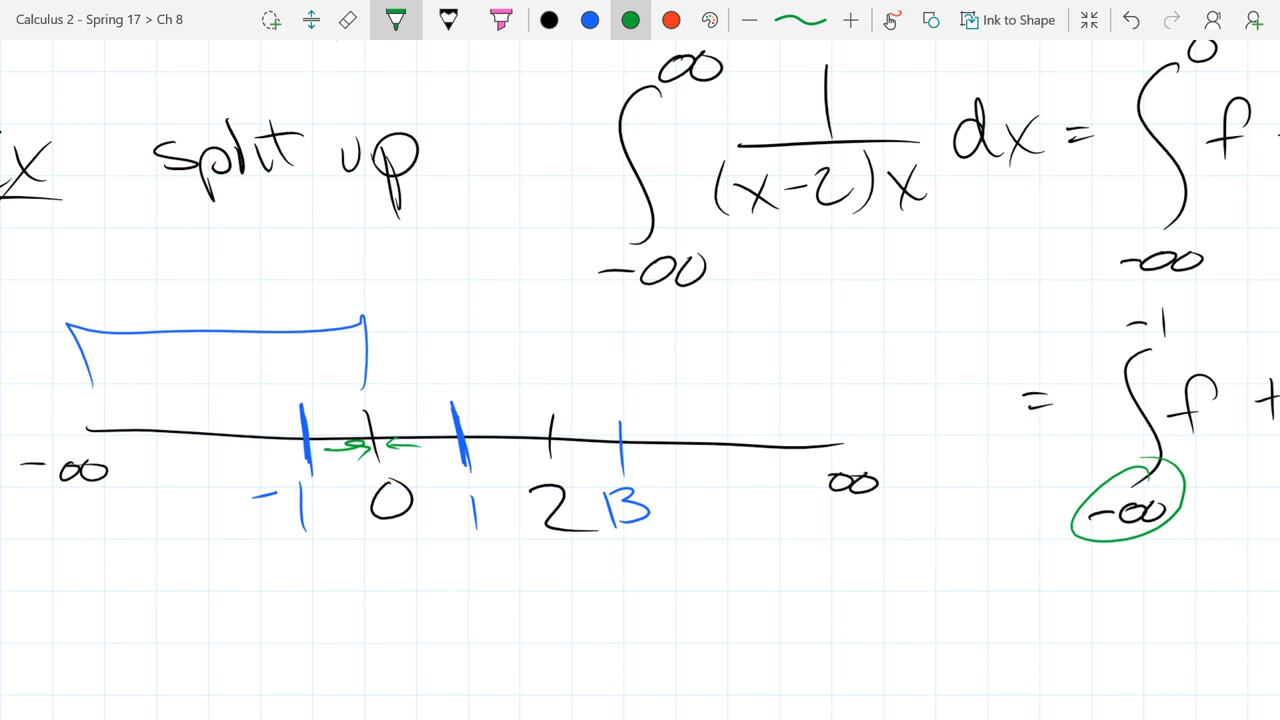 Calculus 2 - Spring 17 > Ch 8
Ink to Shape
x split up ∫_{-∞}^{∞} 1/((x-2)x) dx = ∫_{-∞}^{0} f
= ∫_{-∞}^{-1} f +
-∞ -1 0 1 2 13 ∞